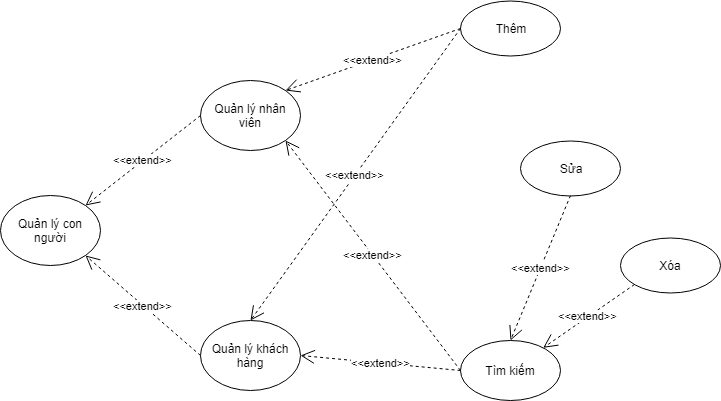 Thêm
<<extend>>
Quản lý nhân
viên
<<extend>>
Sửa
<<extend>>
Quản lý con
người
<<extend>>
<<extend>>
Xóa
<<extend>>
<<extend>>
Quản lý khách
hàng
<<extend>>
Tìm kiếm